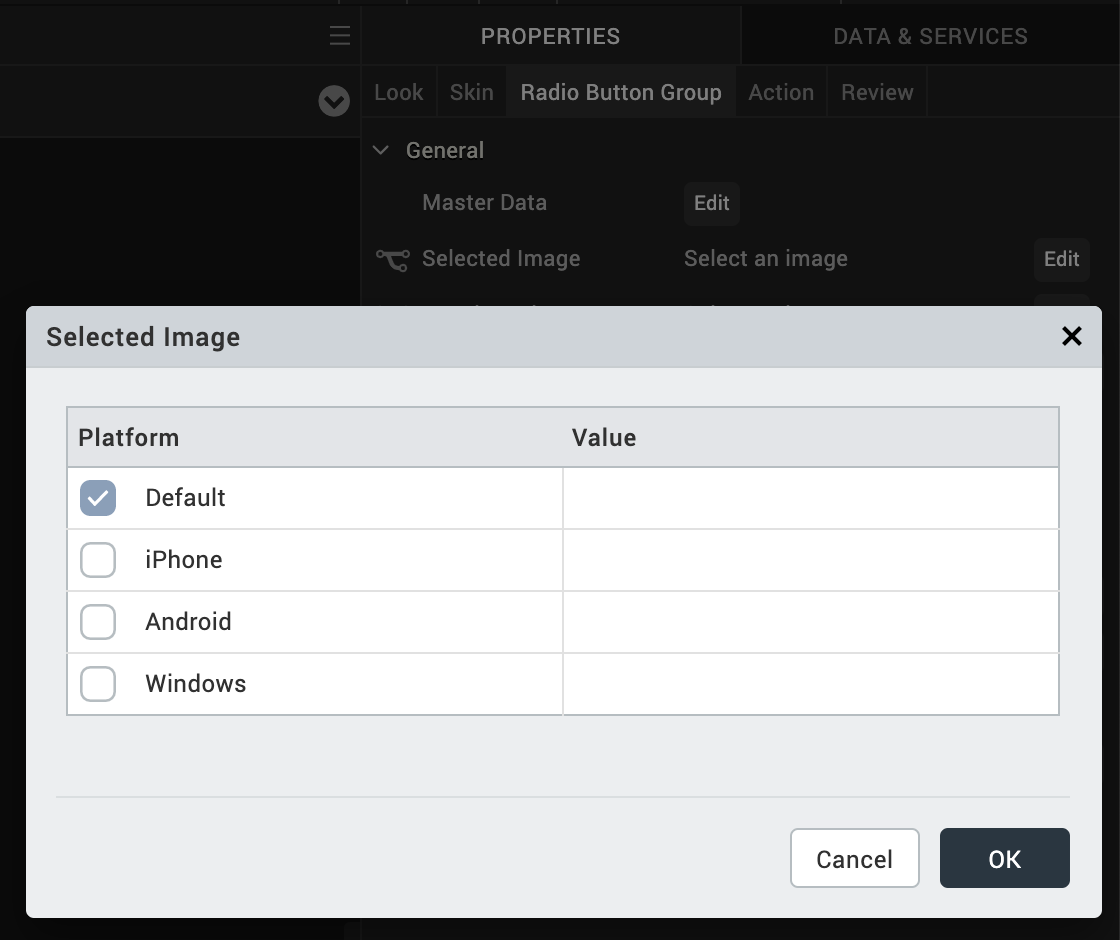 PROPERTIES DATA & SERVICES
Look Skin Radio Button Group Action Review
General
Master Data Edit
Selected Image Select an image Edit
Selected Image
Platform Value
Default
iPhone
Android
Windows
Cancel OK